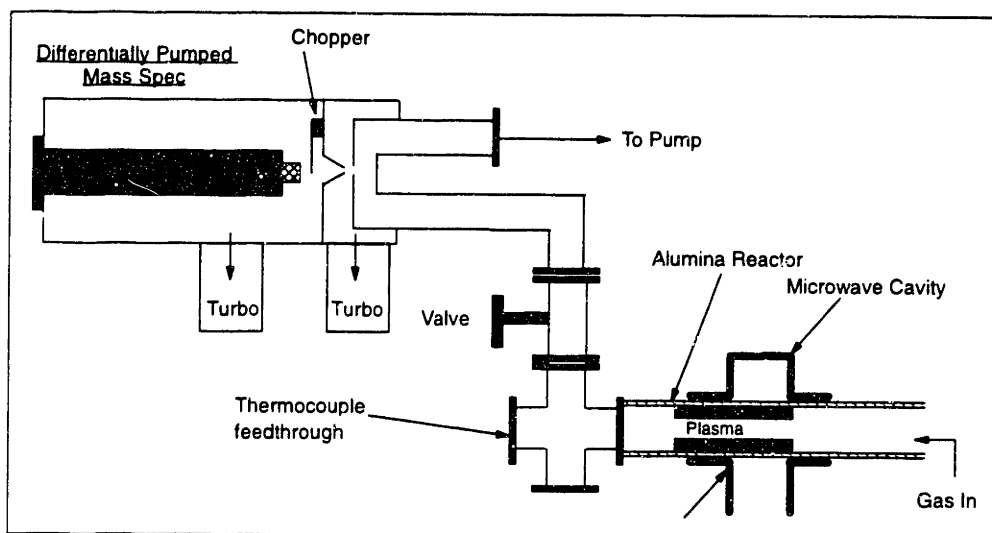 Differentially Pumped
Mass Spec
Chopper
To Pump
Turbo
Turbo
Valve
Alumina Reactor
Microwave Cavity
Thermocouple
feedthrough
Plasma
Gas In